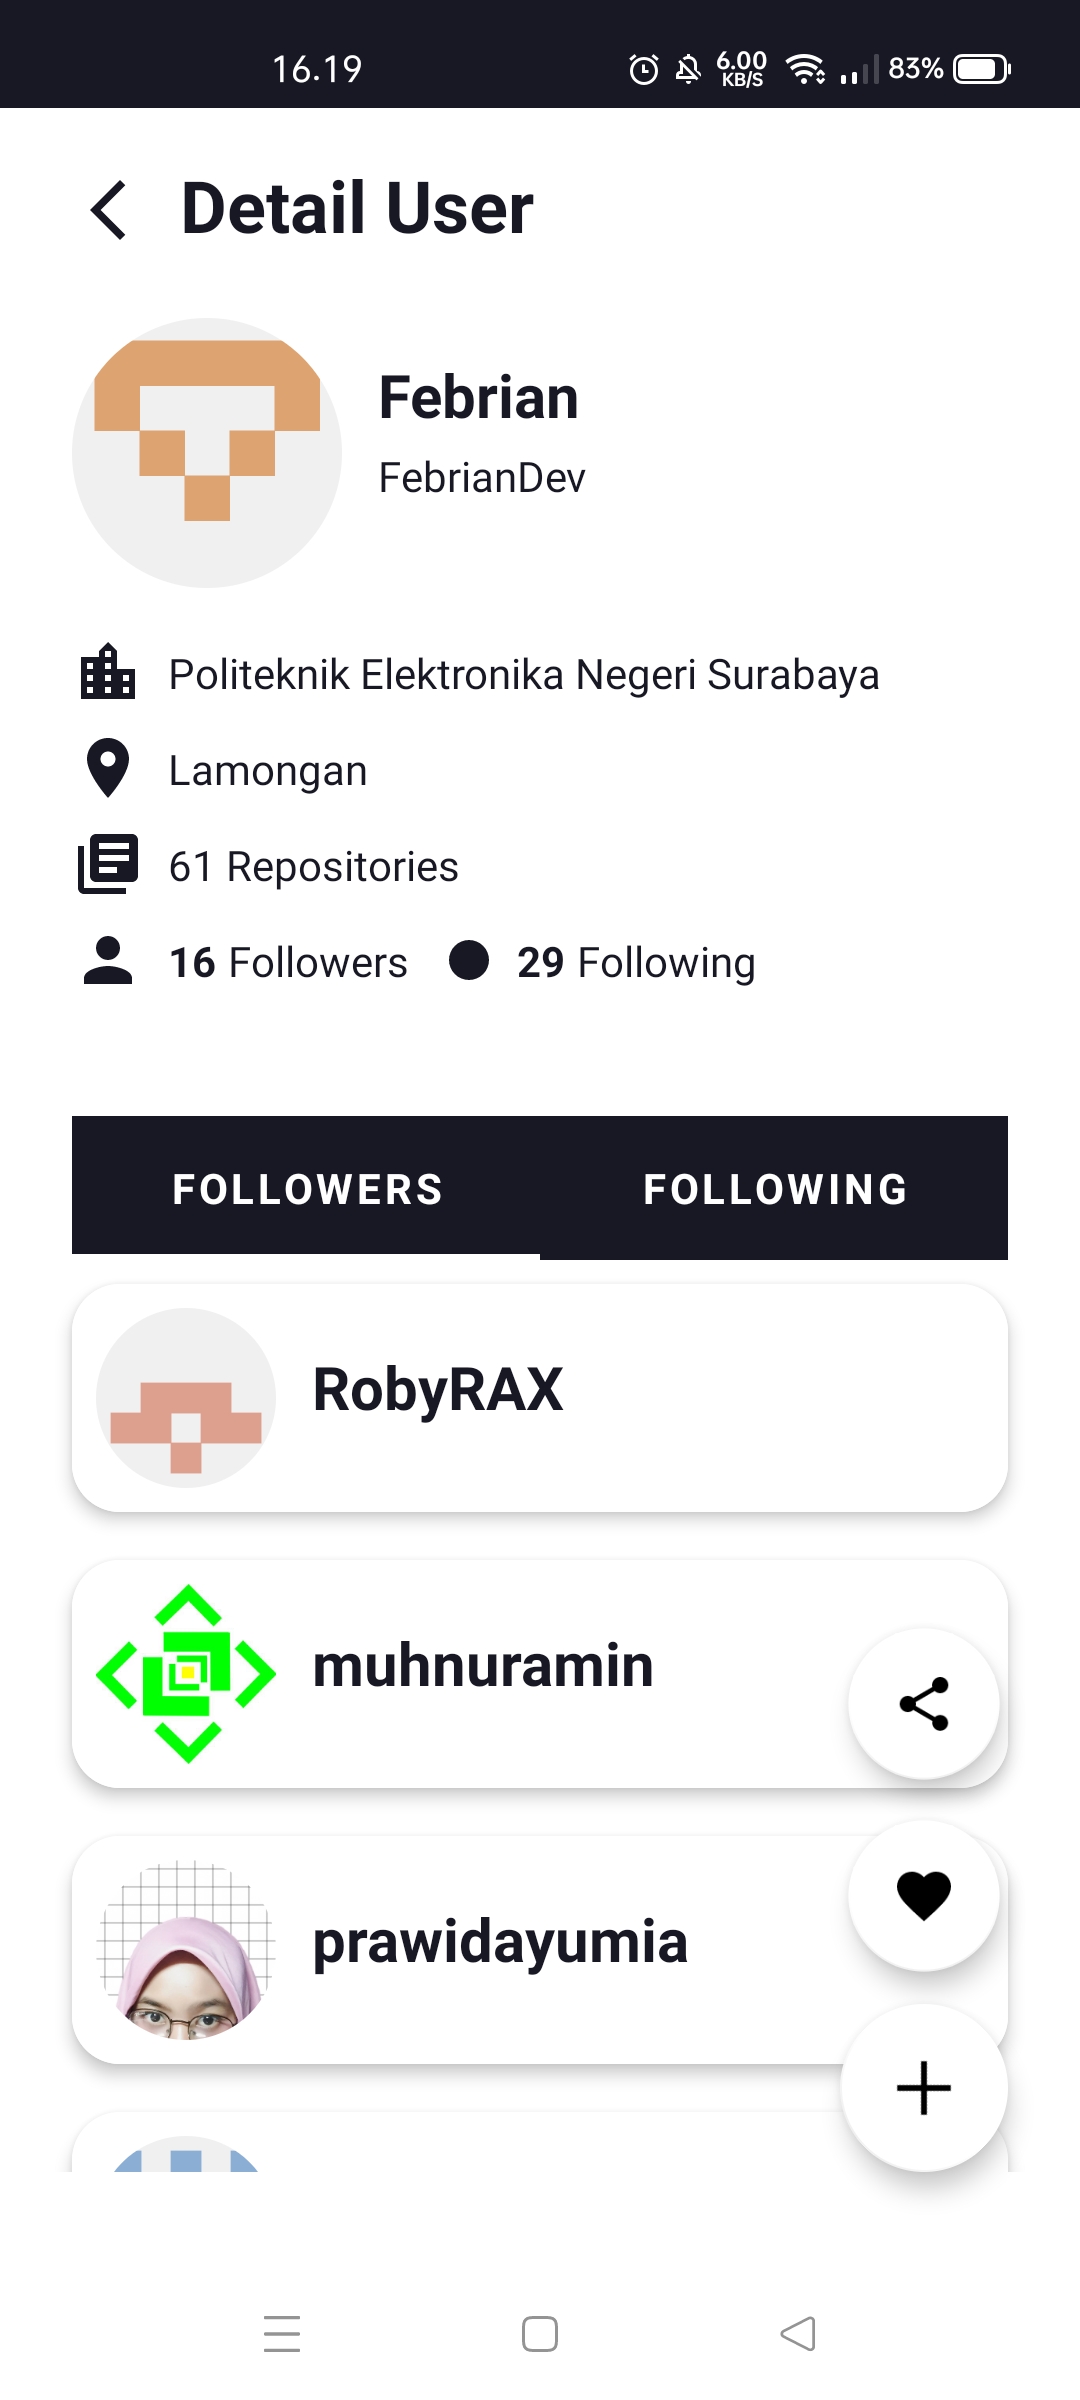 16.19
6.00
KB/S
83%
Detail User
Febrian
FebrianDev
Politeknik Elektronika Negeri Surabaya
Lamongan
61 Repositories
16 Followers 29 Following
FOLLOWERS FOLLOWING
RobyRAX
muhnuramin
prawidayumia